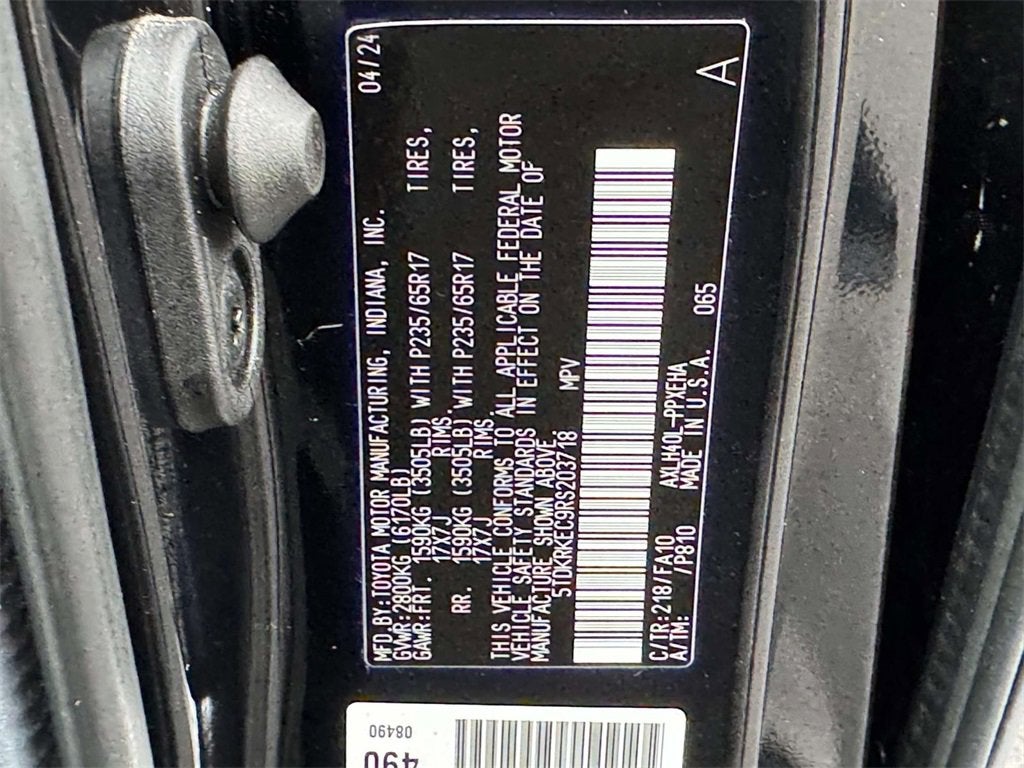 MFD.BY:TOYOTA MOTOR MANUFACTURING, INDIANA, INC. 04/24
GVWR:2800KG (6170LB)
GAWR:FRT. 1590KG (3505LB) WITH P235/65R17 TIRES,
17X7J RIMS.
RR. 1590KG (3505LB) WITH P235/65R17 TIRES,
17X7J RIMS.
THIS VEHICLE CONFORMS TO ALL APPLICABLE FEDERAL MOTOR
VEHICLE SAFETY STANDARDS IN EFFECT ON THE DATE OF
MANUFACTURE SHOWN ABOVE.
5TDKRKEC9RS203718 MPV
C/TR:218/FA10 AXLH40L-PPXEHA 065
A/TM: /P810 MADE IN U.S.A.
A
08490
490